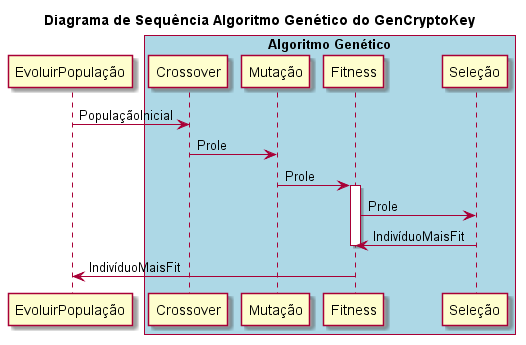 Diagrama de Sequência Algoritmo Genético do GenCryptoKey
Algoritmo Genético
EvoluirPopulação Crossover Mutação Fitness Seleção
PopulaçãoInicial
Prole
Prole
Prole
IndivíduoMaisFit
IndivíduoMaisFit
EvoluirPopulação Crossover Mutação Fitness Seleção